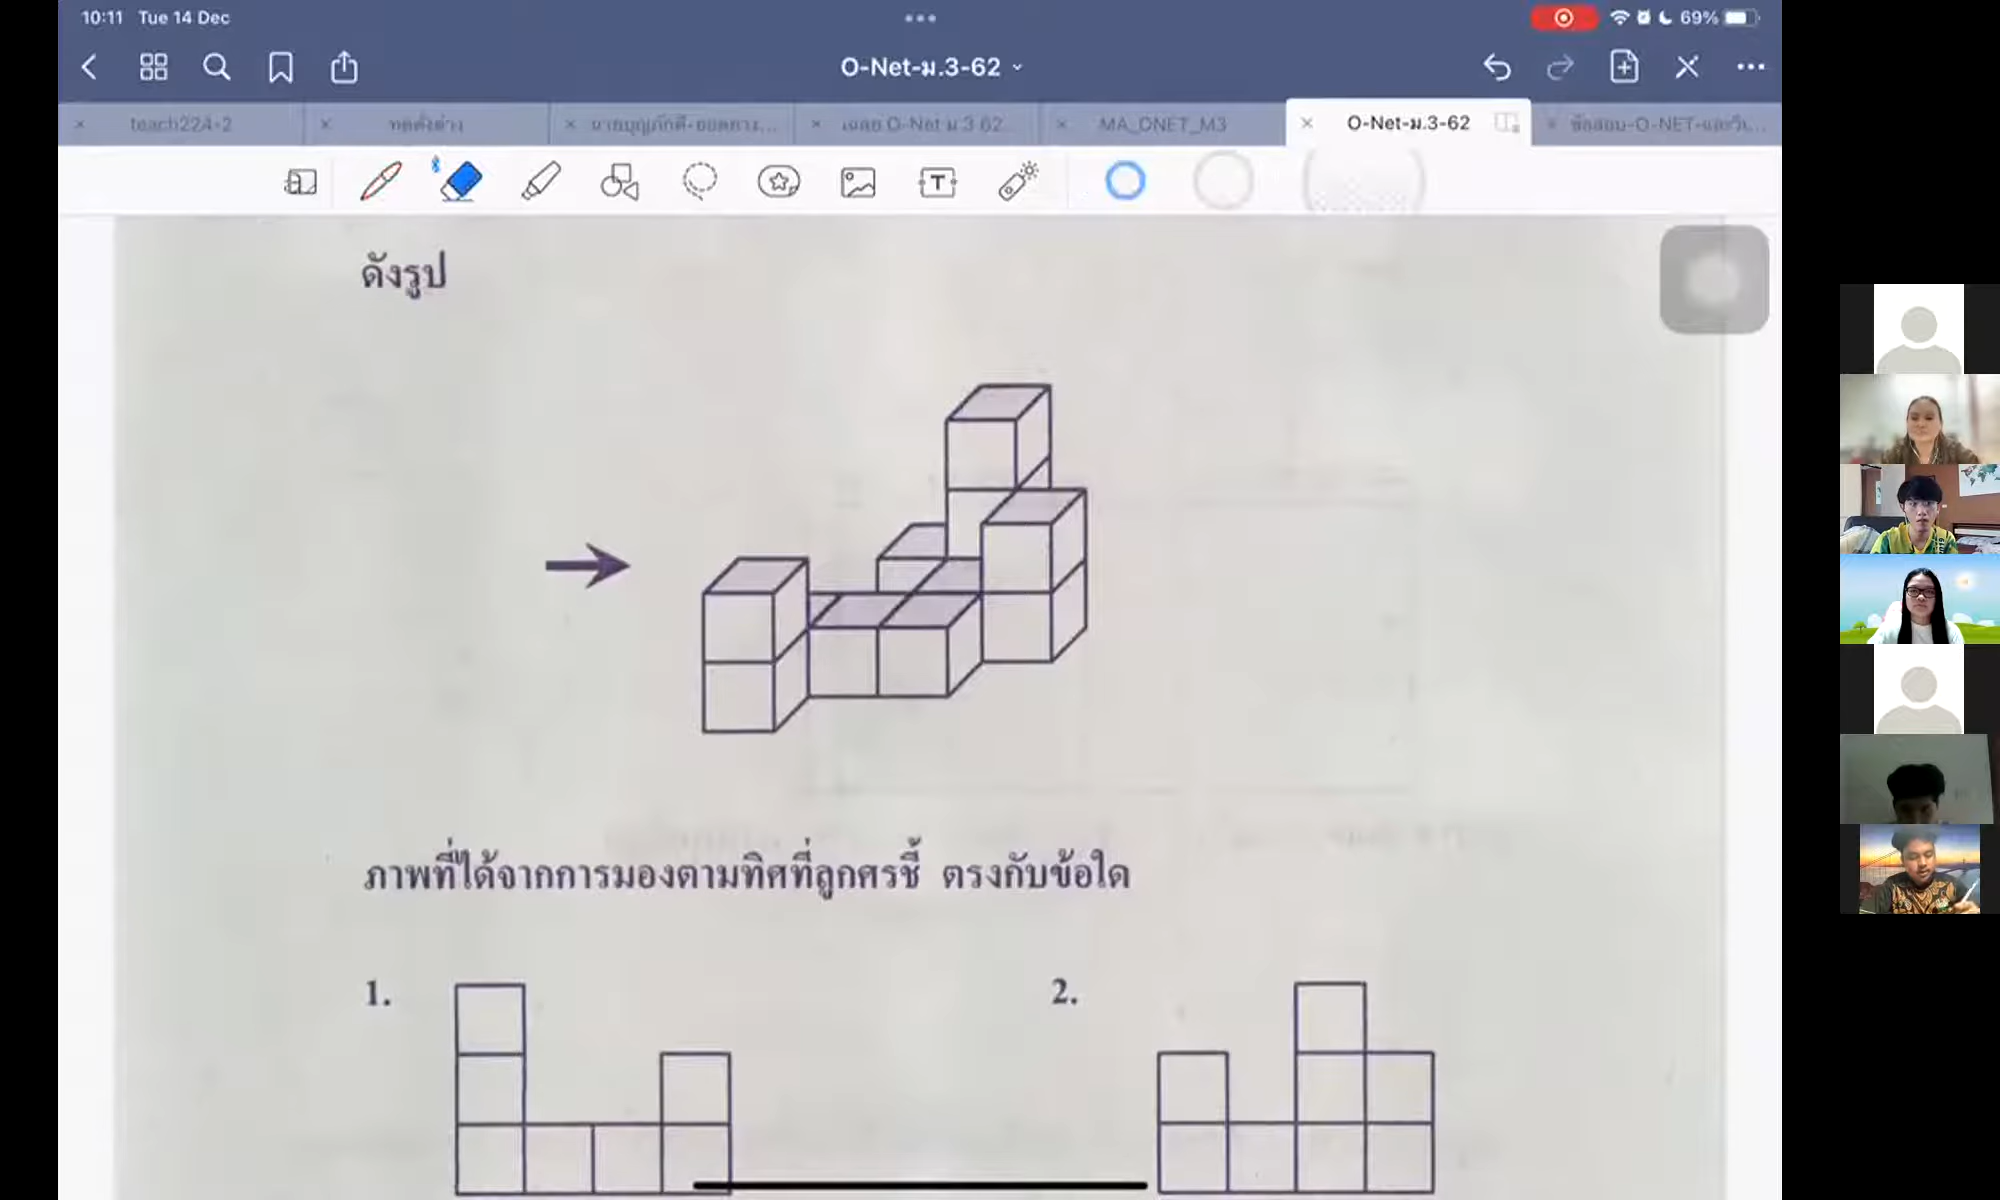 10:11 Tue 14 Dec
69%
O-Net-ม.3-62
teach224-2
MA_ONET_M3
O-Net-ม.3-62
ดังรูป
ภาพที่ได้จากการมองตามทิศที่ลูกศรชี้ ตรงกับข้อใด
1.
2.